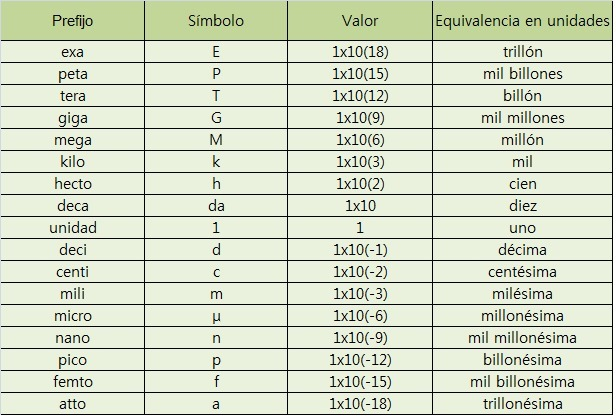 Prefijo Símbolo Valor Equivalencia en unidades
exa E 1x10(18) trillón
peta P 1x10(15) mil billones
tera T 1x10(12) billón
giga G 1x10(9) mil millones
mega M 1x10(6) millón
kilo k 1x10(3) mil
hecto h 1x10(2) cien
deca da 1x10 diez
unidad 1 1 uno
deci d 1x10(-1) décima
centi c 1x10(-2) centésima
mili m 1x10(-3) milésima
micro µ 1x10(-6) millonésima
nano n 1x10(-9) mil millonésima
pico p 1x10(-12) billonésima
femto f 1x10(-15) mil billonésima
atto a 1x10(-18) trillonésima